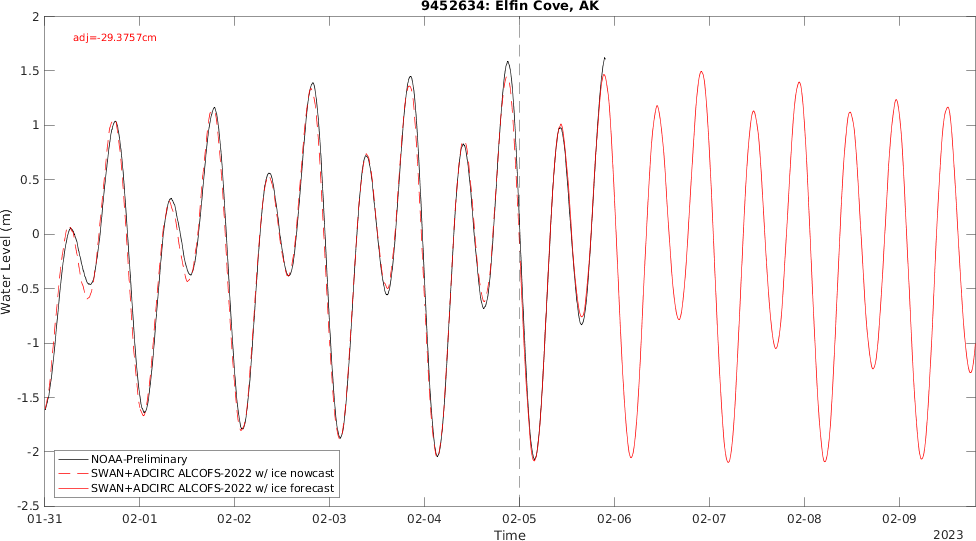 9452634: Elfin Cove, AK
adj=-29.3757cm
2
1.5
1
0.5
0
-0.5
-1
-1.5
-2
-2.5
Water Level (m)
NOAA-Preliminary
SWAN+ADCIRC ALCOFS-2022 w/ ice nowcast
SWAN+ADCIRC ALCOFS-2022 w/ ice forecast
01-31 02-01 02-02 02-03 02-04 02-05 02-06 02-07 02-08 02-09
Time
2023